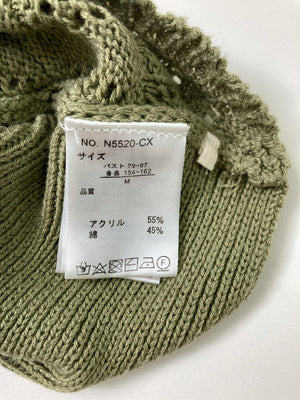 NO. N5520-CX
サイズ
バスト 79-87
身長 154-162
M
品質
アクリル 55%
綿 45%
F